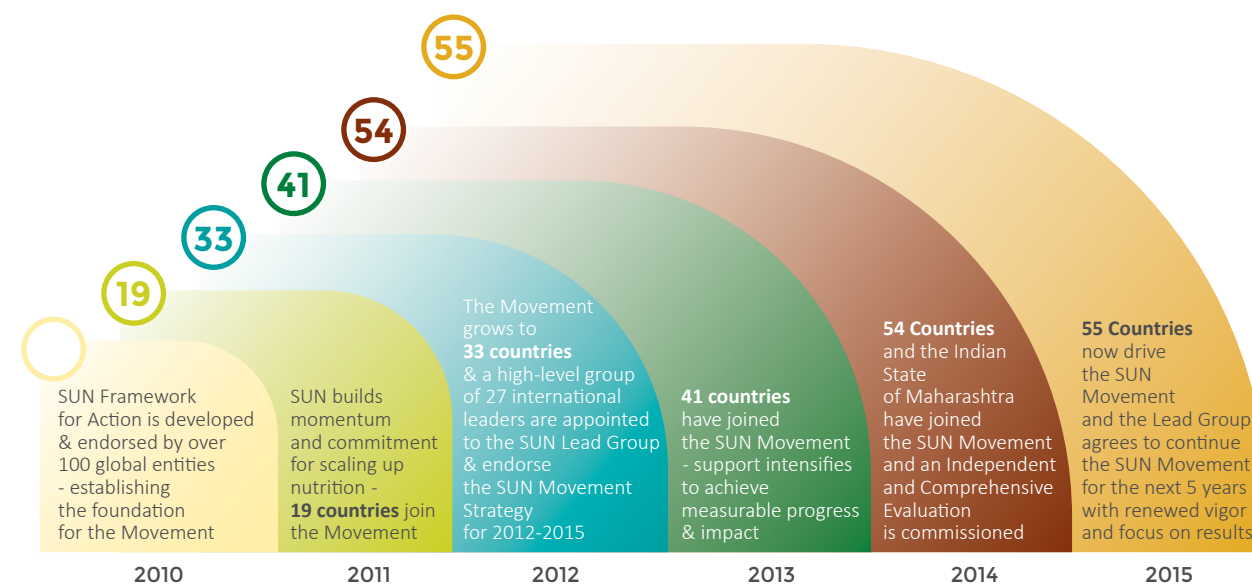 55
54
41
33
19
SUN Framework
for Action is developed
& endorsed by over
100 global entities
- establishing
the foundation
for the Movement
SUN builds
momentum
and commitment
for scaling up
nutrition -
19 countries join
the Movement
The Movement
grows to
33 countries
& a high-level group
of 27 international
leaders are appointed
to the SUN Lead Group
& endorse
the SUN Movement
Strategy
for 2012-2015
41 countries
have joined
the SUN Movement
- support intensifies
to achieve
measurable progress
& impact
54 Countries
and the Indian
State
of Maharashtra
have joined
the SUN Movement
and an Independent
and Comprehensive
Evaluation
is commissioned
55 Countries
now drive
the SUN
Movement
and the Lead Group
agrees to continue
the SUN Movement
for the next 5 years
with renewed vigor
and focus on results
2010
2011
2012
2013
2014
2015